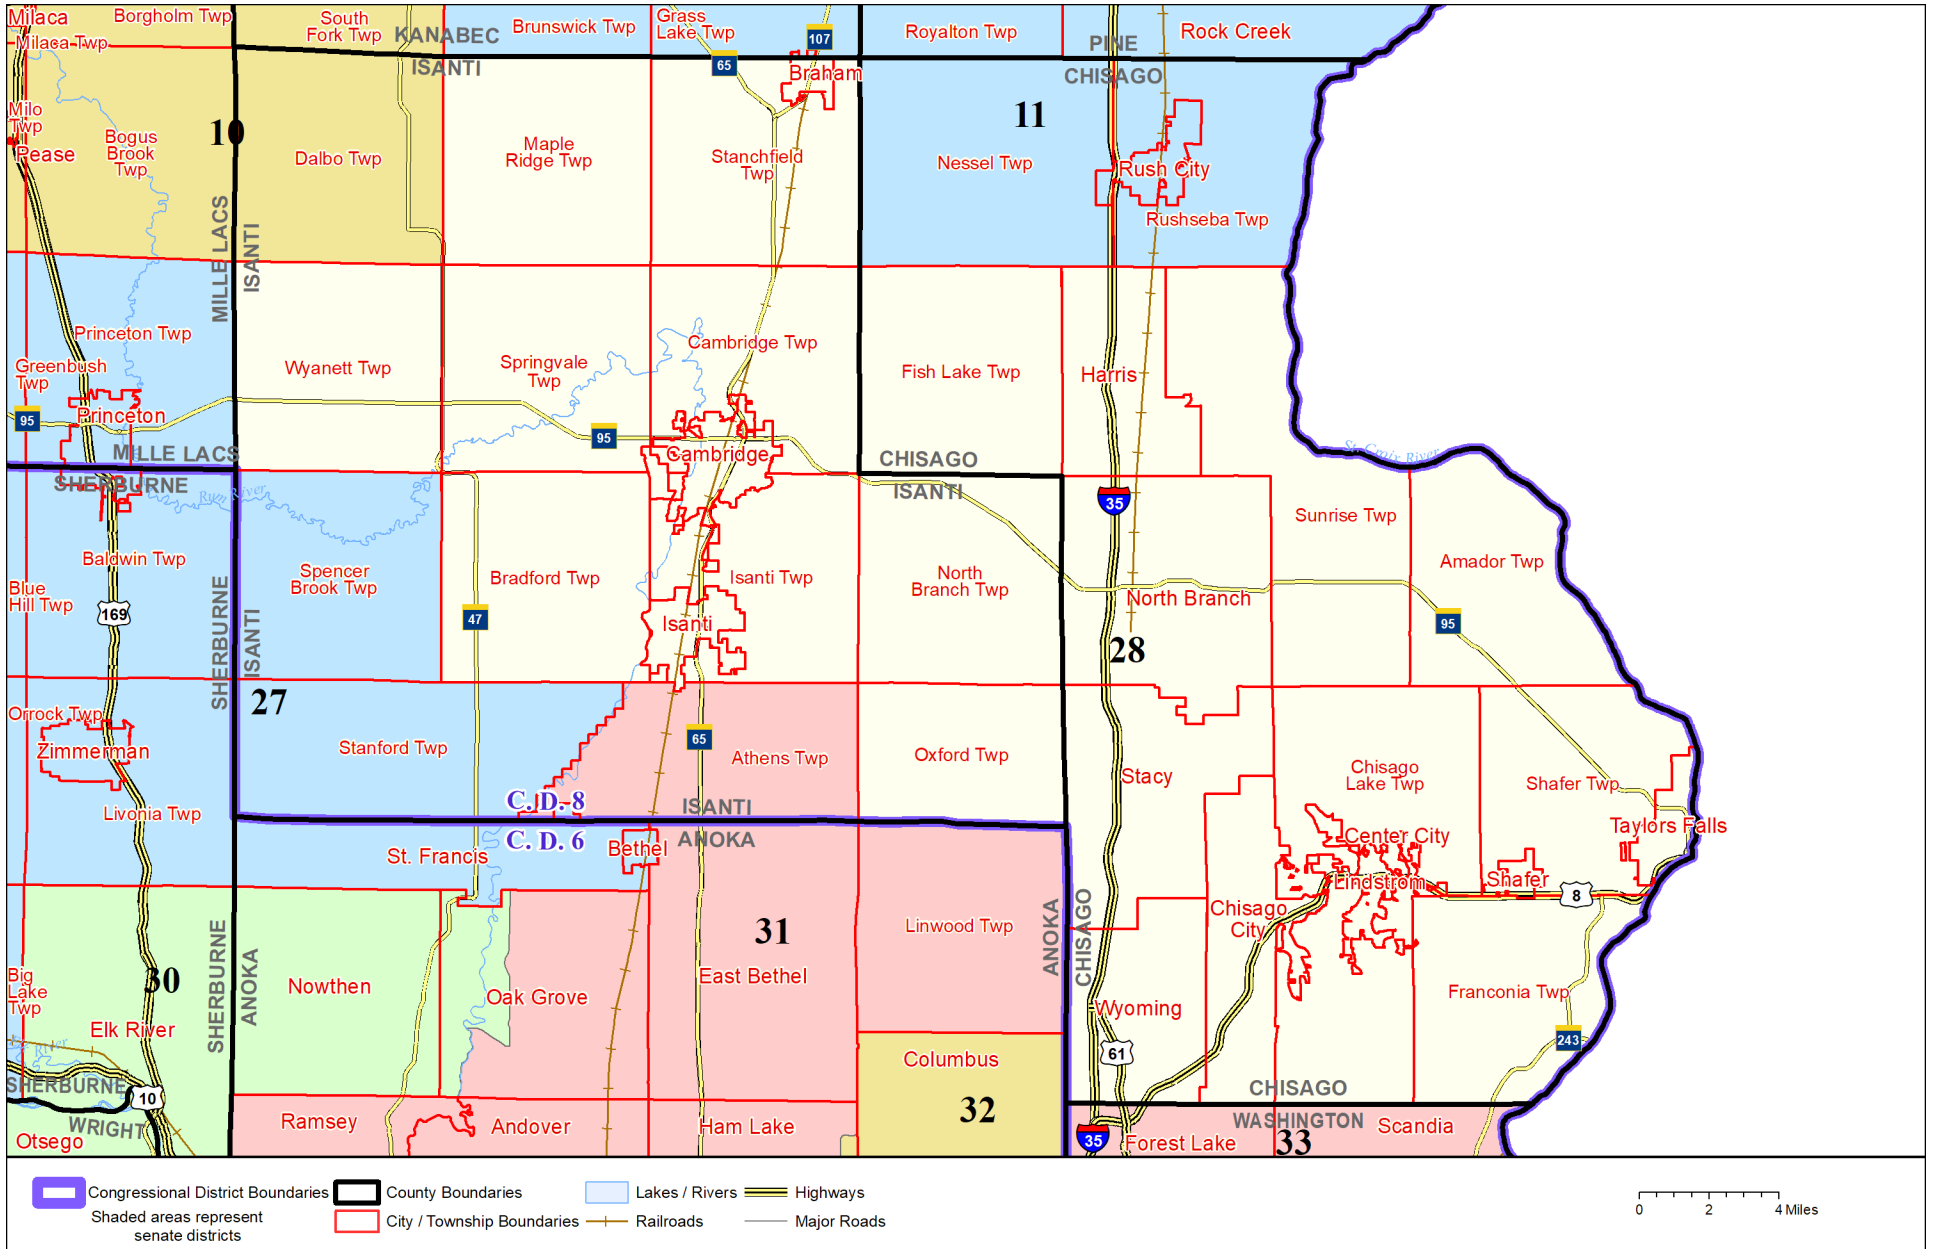 Milaca
Borgholm Twp
South
Fork Twp
KANABEC
Brunswick Twp
Grass
Lake Twp
107
Royalton Twp
PINE
Rock Creek
Milaca Twp
ISANTI
65
Braham
CHISAGO
Milo
Twp
Pease
Bogus
Brook
Twp
10
Dalbo Twp
Maple
Ridge Twp
Stanchfield
Twp
11
Nessel Twp
Rush City
Rushseba Twp
MILLE LACS
ISANTI
Princeton Twp
Greenbush
Twp
Wyanett Twp
Springvale
Twp
Cambridge Twp
Fish Lake Twp
Harris
95
Princeton
95
Cambridge
MILLE LACS
SHERBURNE
Rum River
CHISAGO
ISANTI
St. Croix River
35
Sunrise Twp
Baldwin Twp
Blue
Hill Twp
169
SHERBURNE
ISANTI
Spencer
Brook Twp
Bradford Twp
47
Isanti Twp
Isanti
North
Branch Twp
North Branch
28
Amador Twp
95
Orrock Twp
Zimmerman
27
Stanford Twp
65
Athens Twp
Oxford Twp
Stacy
Chisago
Lake Twp
Shafer Twp
Livonia Twp
C. D. 8
C. D. 6
ISANTI
ANOKA
Taylors Falls
Center City
St. Francis
Bethel
Lindstrom
Shafer
8
31
Linwood Twp
ANOKA
CHISAGO
Chisago
City
Big
Lake
Twp
30
SHERBURNE
ANOKA
Nowthen
Oak Grove
East Bethel
Franconia Twp
Wyoming
Elk River
61
243
Columbus
SHERBURNE
10
WRIGHT
Otsego
Ramsey
Andover
Ham Lake
32
CHISAGO
WASHINGTON
35
Forest Lake
33
Scandia
Congressional District Boundaries
County Boundaries
Lakes / Rivers
Highways
Shaded areas represent
senate districts
City / Township Boundaries
Railroads
Major Roads
0 2 4 Miles